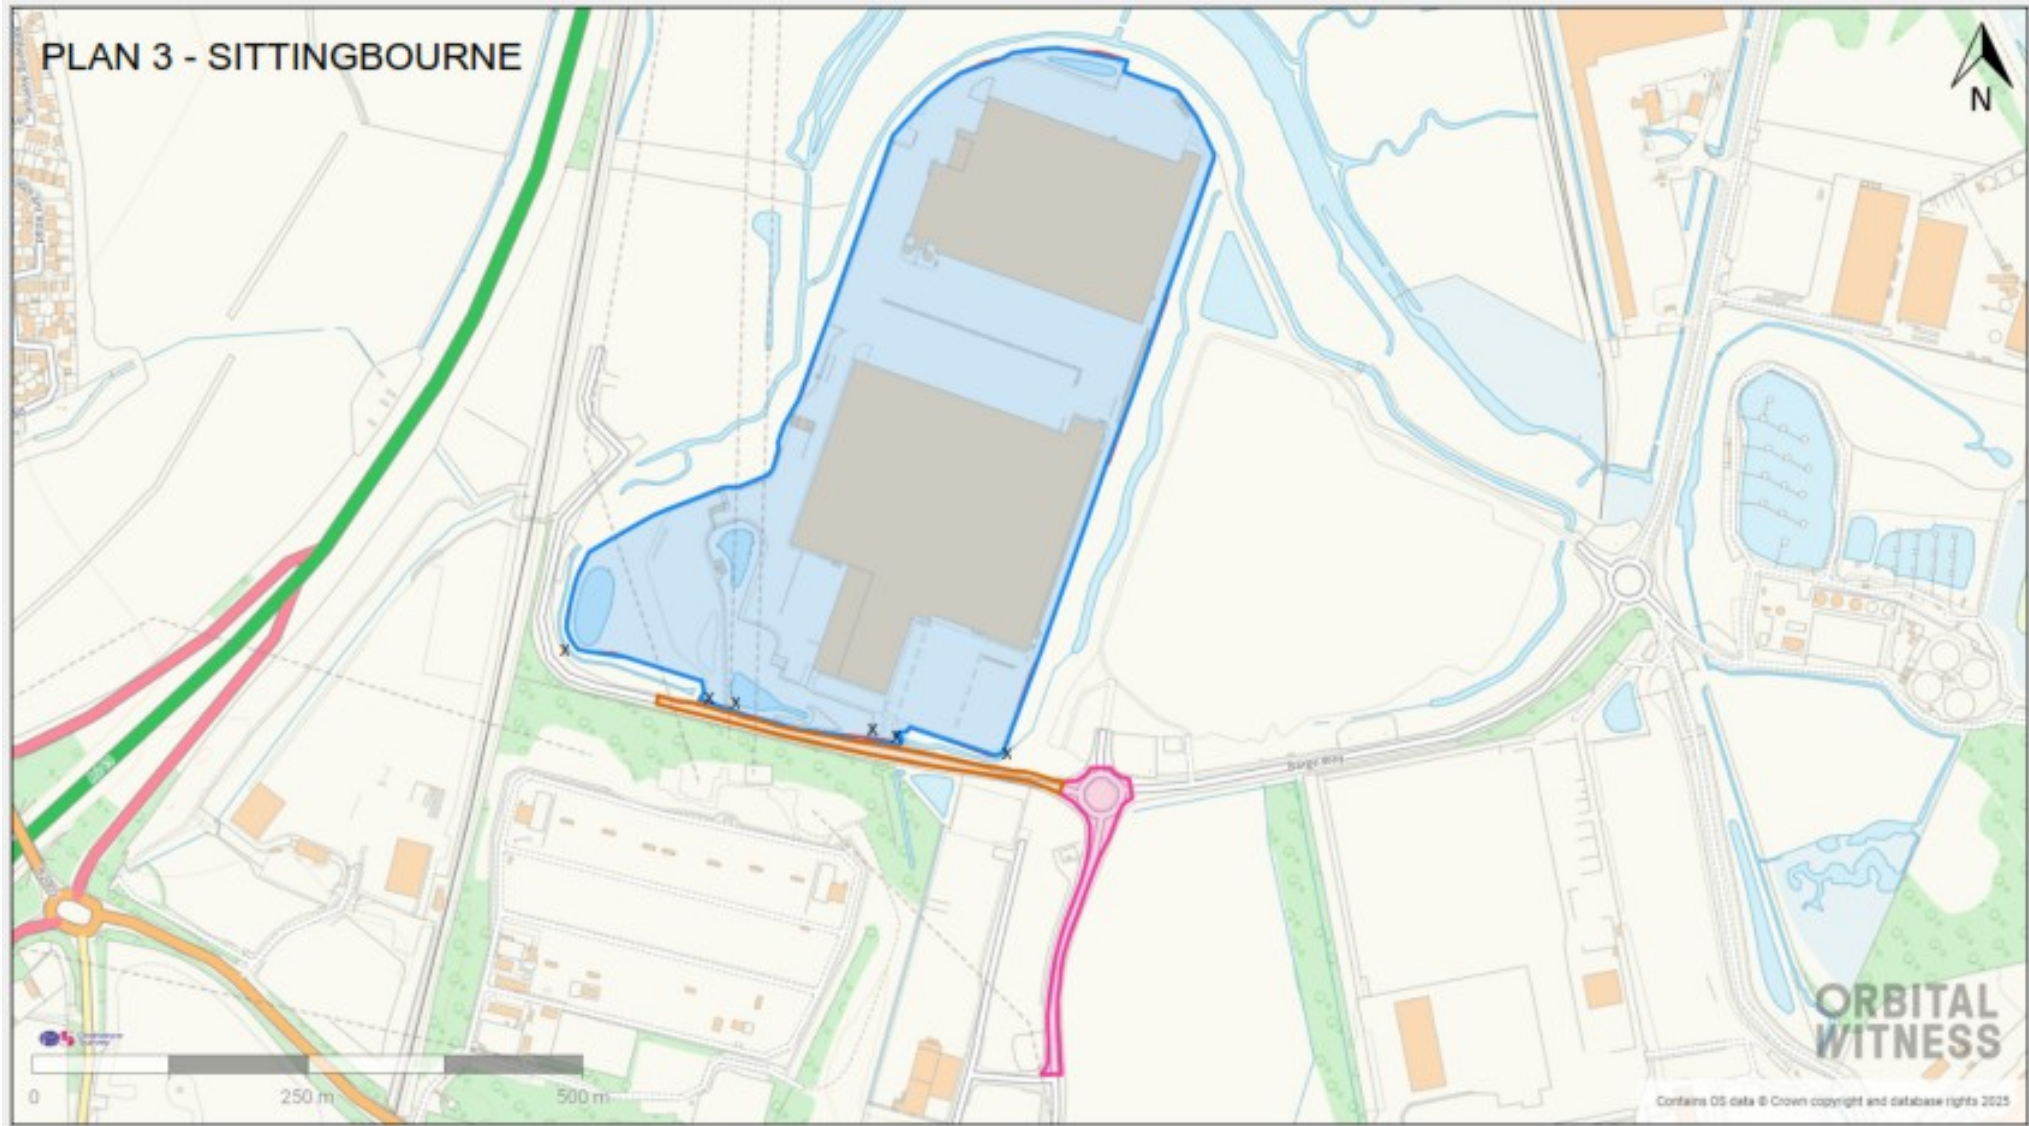 PLAN 3 - SITTINGBOURNE
N
X
X
X
X
X
X
Barge Way
ORBITAL
WITNESS
0
250 m
500 m
Contains OS data © Crown copyright and database rights 2025